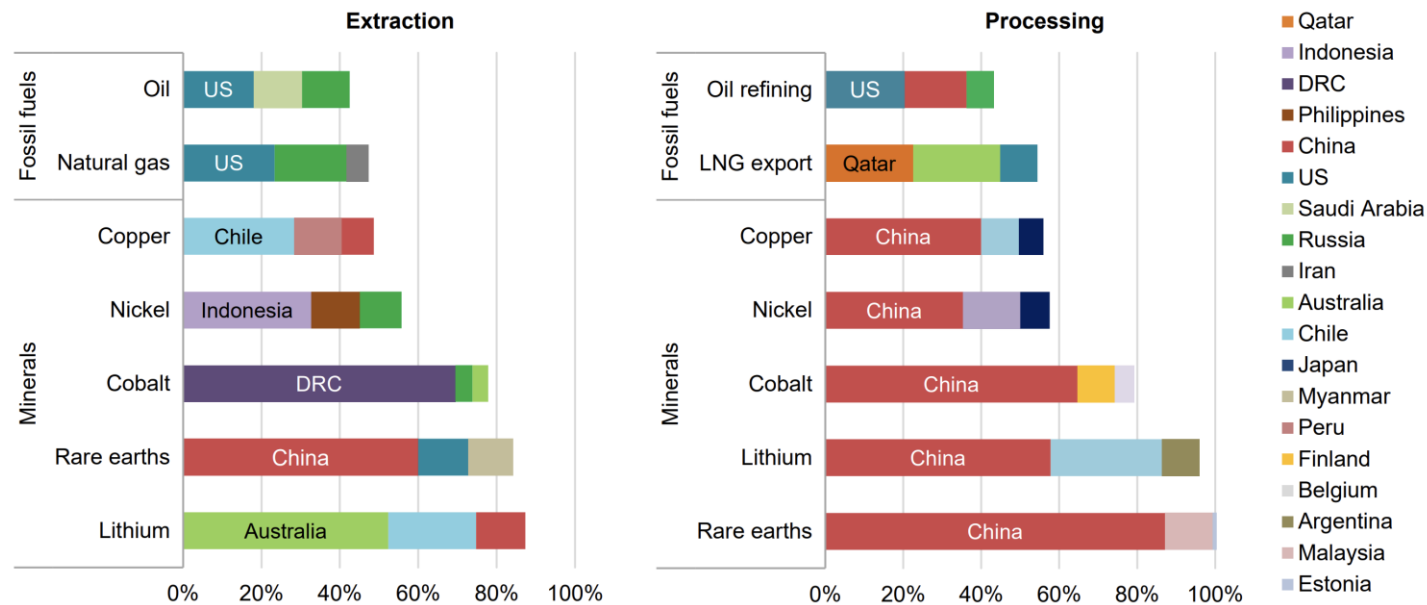 Extraction
Fossil fuels
Oil
US
Natural gas
US
Minerals
Copper
Chile
Nickel
Indonesia
Cobalt
DRC
Rare earths
China
Lithium
Australia
0% 20% 40% 60% 80% 100%
Processing
Fossil fuels
Oil refining
US
LNG export
Qatar
Minerals
Copper
China
Nickel
China
Cobalt
China
Lithium
China
Rare earths
China
0% 20% 40% 60% 80% 100%
Qatar
Indonesia
DRC
Philippines
China
US
Saudi Arabia
Russia
Iran
Australia
Chile
Japan
Myanmar
Peru
Finland
Belgium
Argentina
Malaysia
Estonia